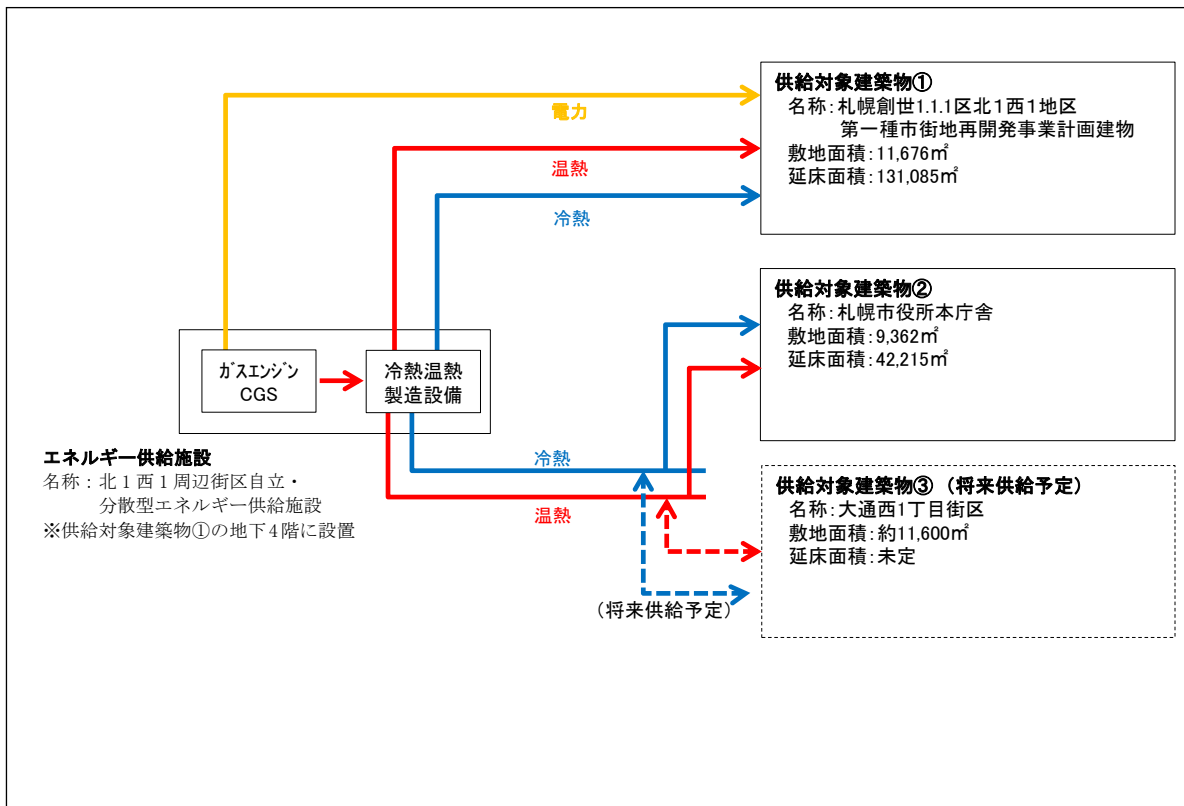 供給対象建築物①
名称：札幌創世1.1.1区北１西１地区
第一種市街地再開発事業計画建物
敷地面積：11,676㎡
延床面積：131,085㎡
電力
温熱
冷熱
供給対象建築物②
名称：札幌市役所本庁舎
敷地面積：9,362㎡
延床面積：42,215㎡
ｶﾞｽｴﾝｼﾞﾝ
CGS
冷熱温熱
製造設備
エネルギー供給施設
名称：北１西１周辺街区自立・
分散型エネルギー供給施設
※供給対象建築物①の地下４階に設置
冷熱
温熱
供給対象建築物③（将来供給予定）
名称：大通西1丁目街区
敷地面積：約11,600㎡
延床面積：未定
（将来供給予定）